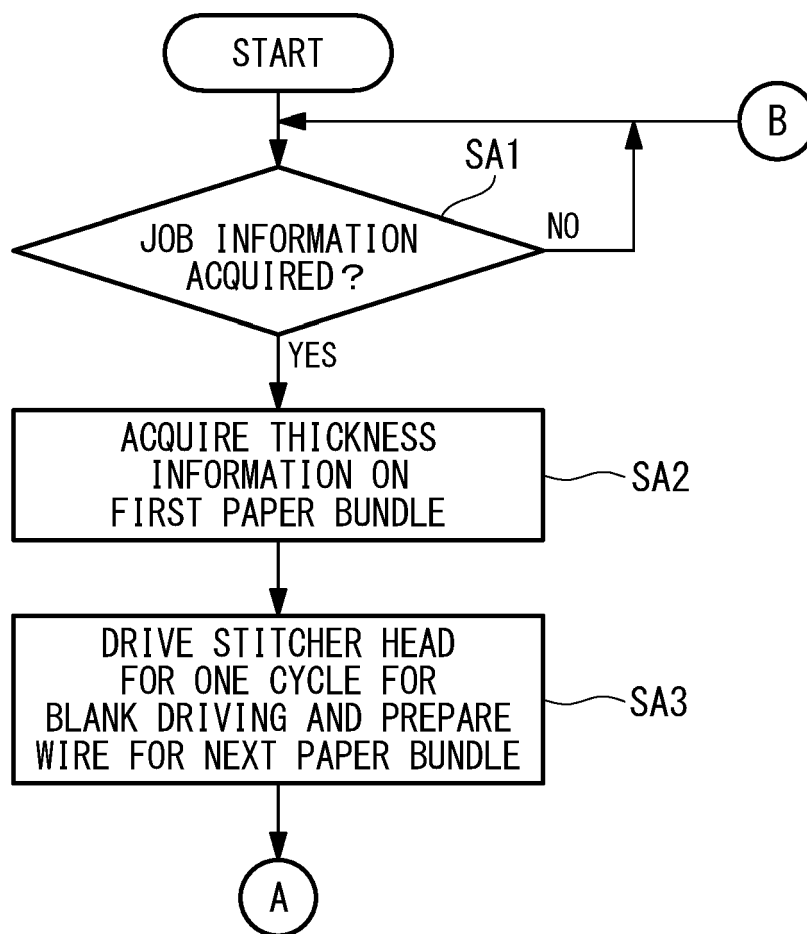 START
B
SA1
JOB INFORMATION
ACQUIRED?
NO
YES
ACQUIRE THICKNESS
INFORMATION ON
FIRST PAPER BUNDLE
SA2
DRIVE STITCHER HEAD
FOR ONE CYCLE FOR
BLANK DRIVING AND PREPARE
WIRE FOR NEXT PAPER BUNDLE
SA3
A